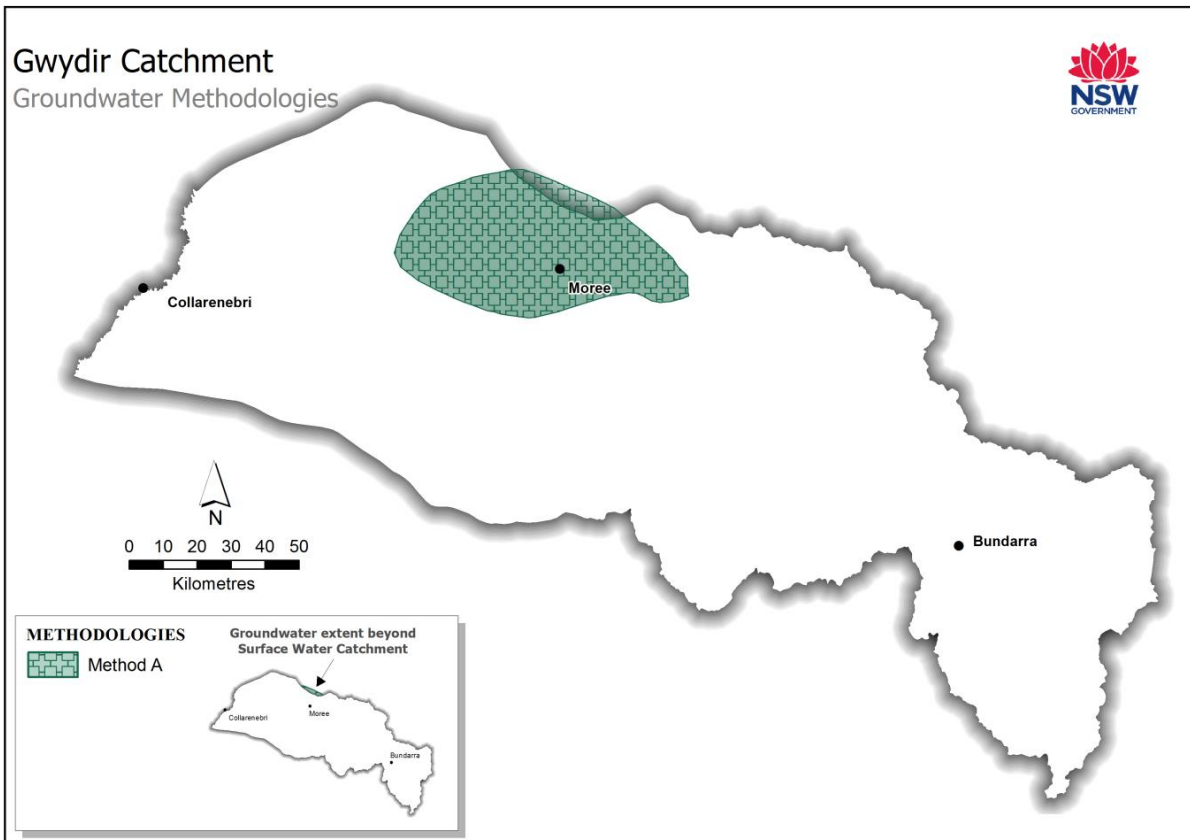 Gwydir Catchment
Groundwater Methodologies
NSW
GOVERNMENT
Moree
Collarenebri
Bundarra
N
0 10 20 30 40 50
Kilometres
METHODOLOGIES
Method A
Groundwater extent beyond
Surface Water Catchment
Collarenebri
Moree
Bundarra